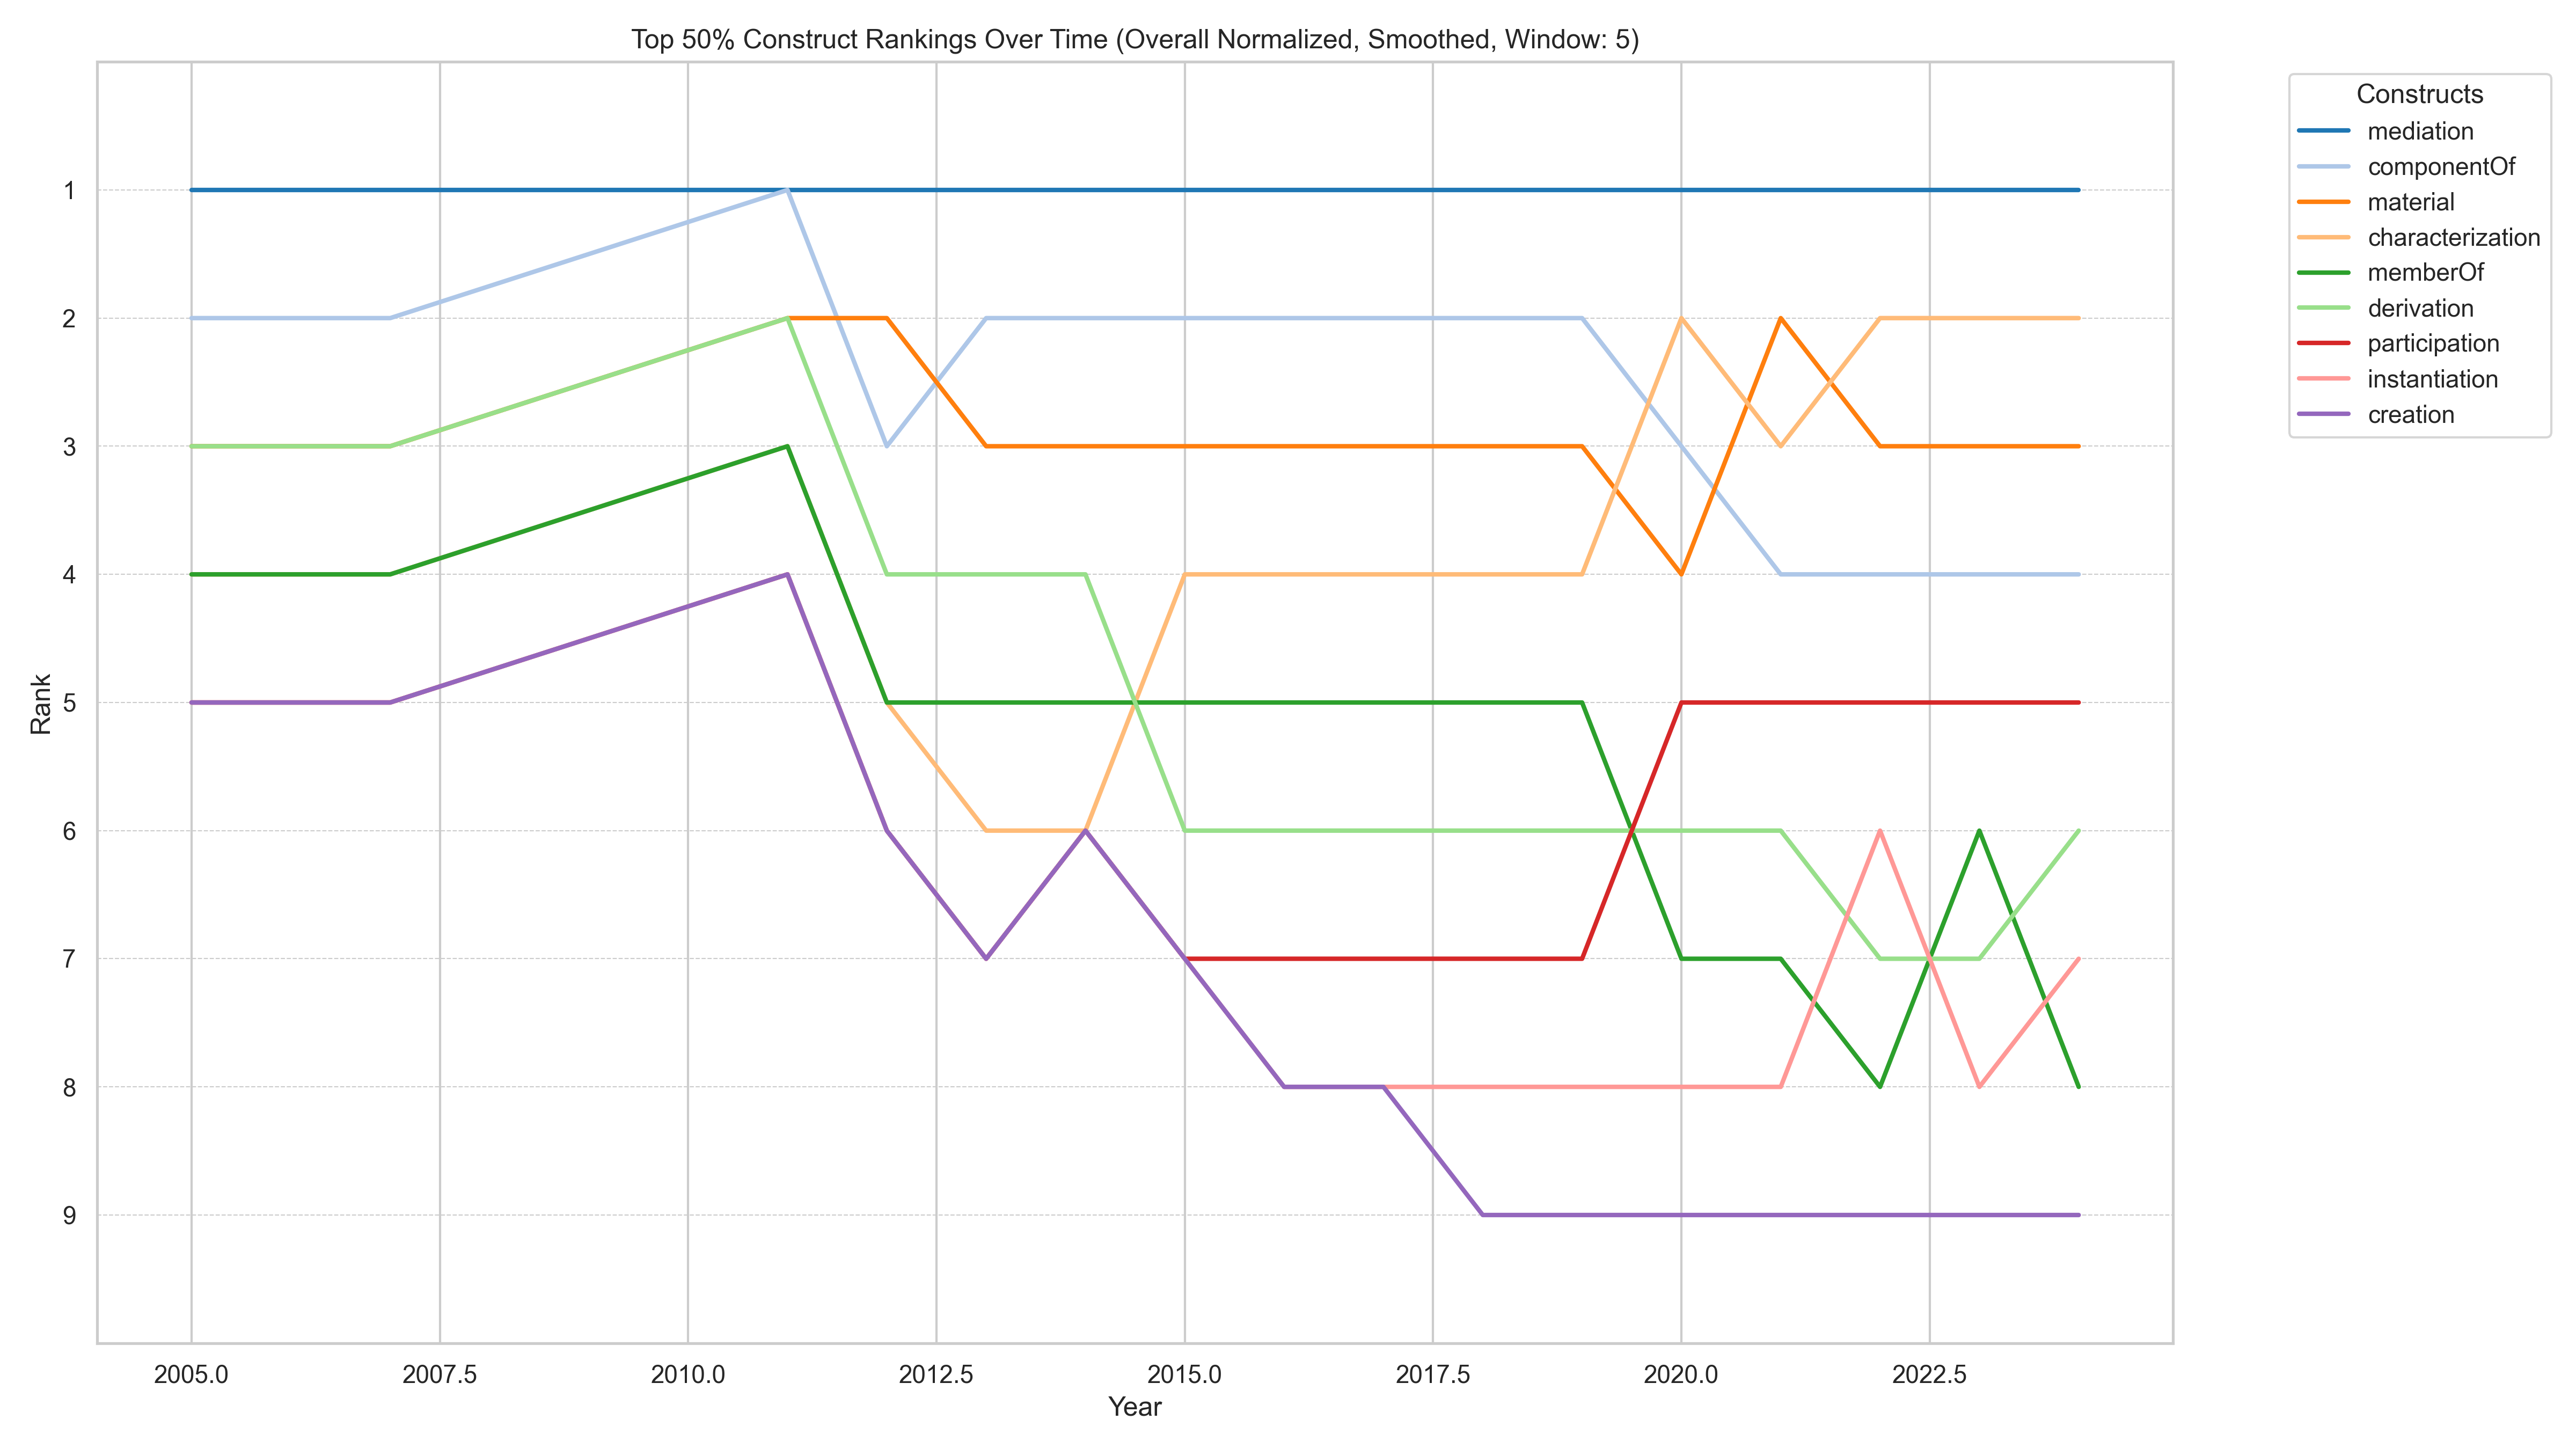 Top 50% Construct Rankings Over Time (Overall Normalized, Smoothed, Window: 5)
Constructs
mediation
componentOf
material
characterization
memberOf
derivation
participation
instantiation
creation
Rank
1
2
3
4
5
6
7
8
9
2005.0 2007.5 2010.0 2012.5 2015.0 2017.5 2020.0 2022.5
Year